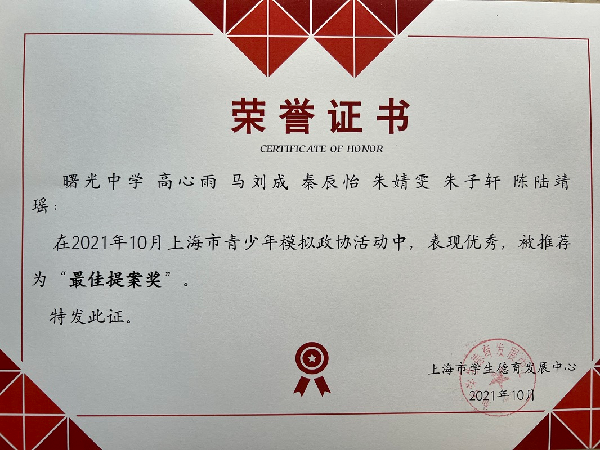 荣誉证书
CERTIFICATE OF HONOR
曙光中学 高心雨 马刘成 秦辰怡 朱婧雯 朱子轩 陈陆靖
瑶：
在2021年10月上海市青少年模拟政协活动中，表现优秀，被推荐
为“最佳提案奖”。
特发此证。
上海市学生德育发展中心
2021年10月